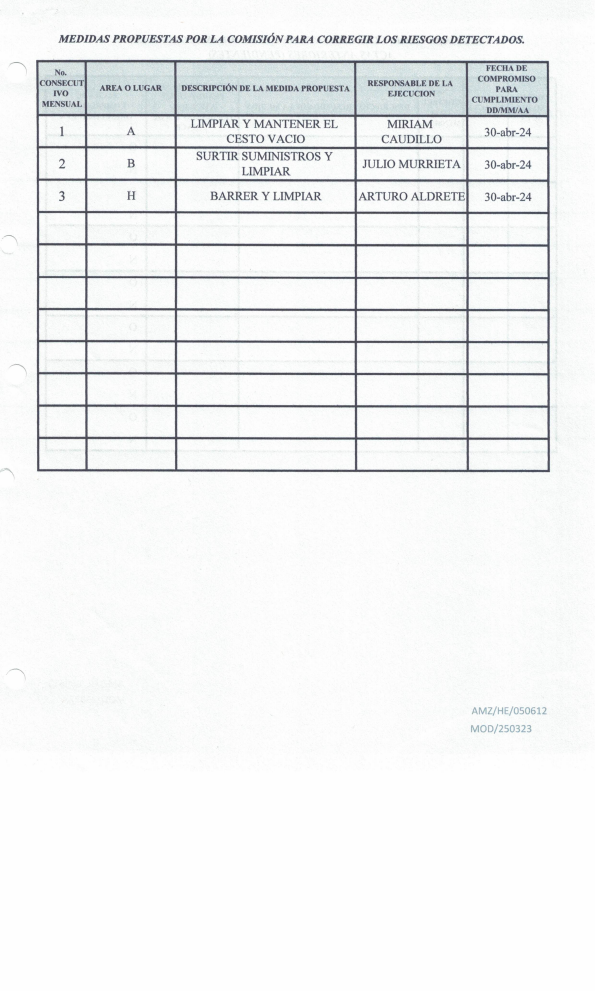 MEDIDAS PROPUESTAS POR LA COMISIÓN PARA CORREGIR LOS RIESGOS DETECTADOS.
No.
CONSECUT
IVO
MENSUAL
AREA O LUGAR
DESCRIPCIÓN DE LA MEDIDA PROPUESTA
RESPONSABLE DE LA
EJECUCION
FECHA DE
COMPROMISO
PARA
CUMPLIMIENTO
DD/MM/AA
1
A
LIMPIAR Y MANTENER EL
CESTO VACIO
MIRIAM
CAUDILLO
30-abr-24
2
B
SURTIR SUMINISTROS Y
LIMPIAR
JULIO MURRIETA
30-abr-24
3
H
BARRER Y LIMPIAR
ARTURO ALDRETE
30-abr-24
AMZ/HE/050612
MOD/250323